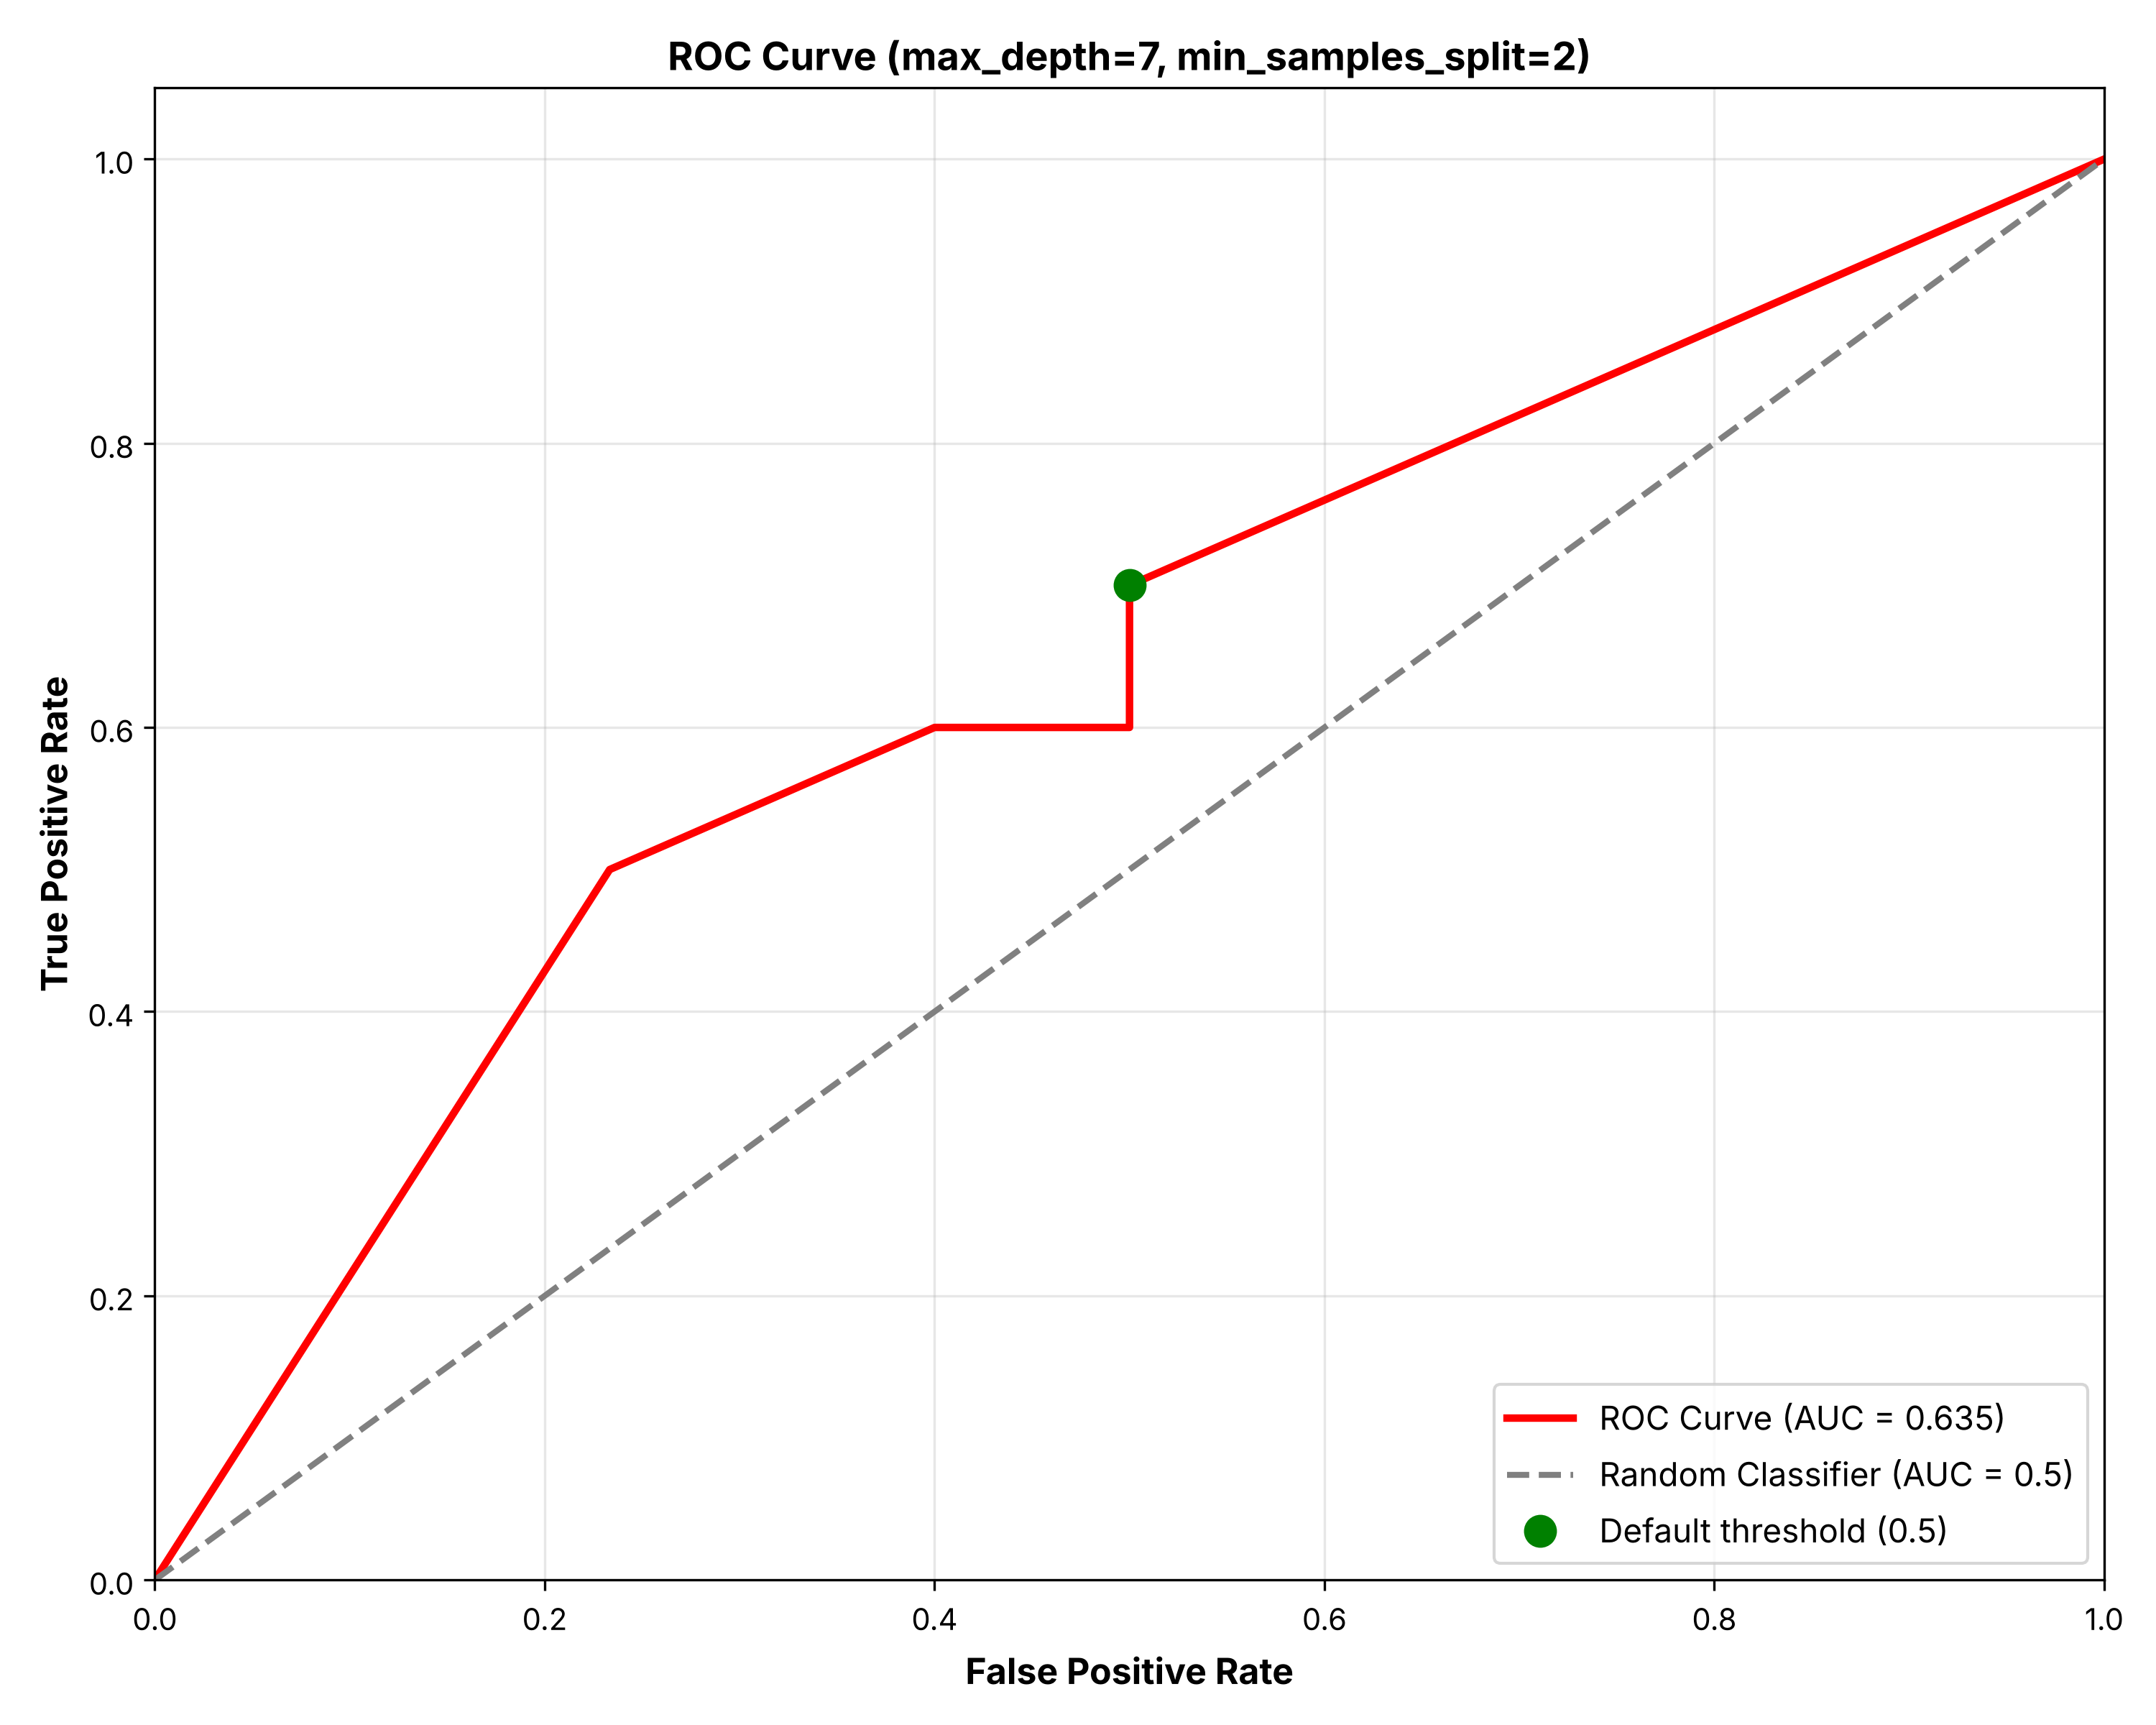 ROC Curve (max_depth=7, min_samples_split=2)
True Positive Rate
1.0
0.8
0.6
0.4
0.2
0.0
0.0 0.2 0.4 0.6 0.8 1.0
False Positive Rate
ROC Curve (AUC = 0.635)
Random Classifier (AUC = 0.5)
Default threshold (0.5)